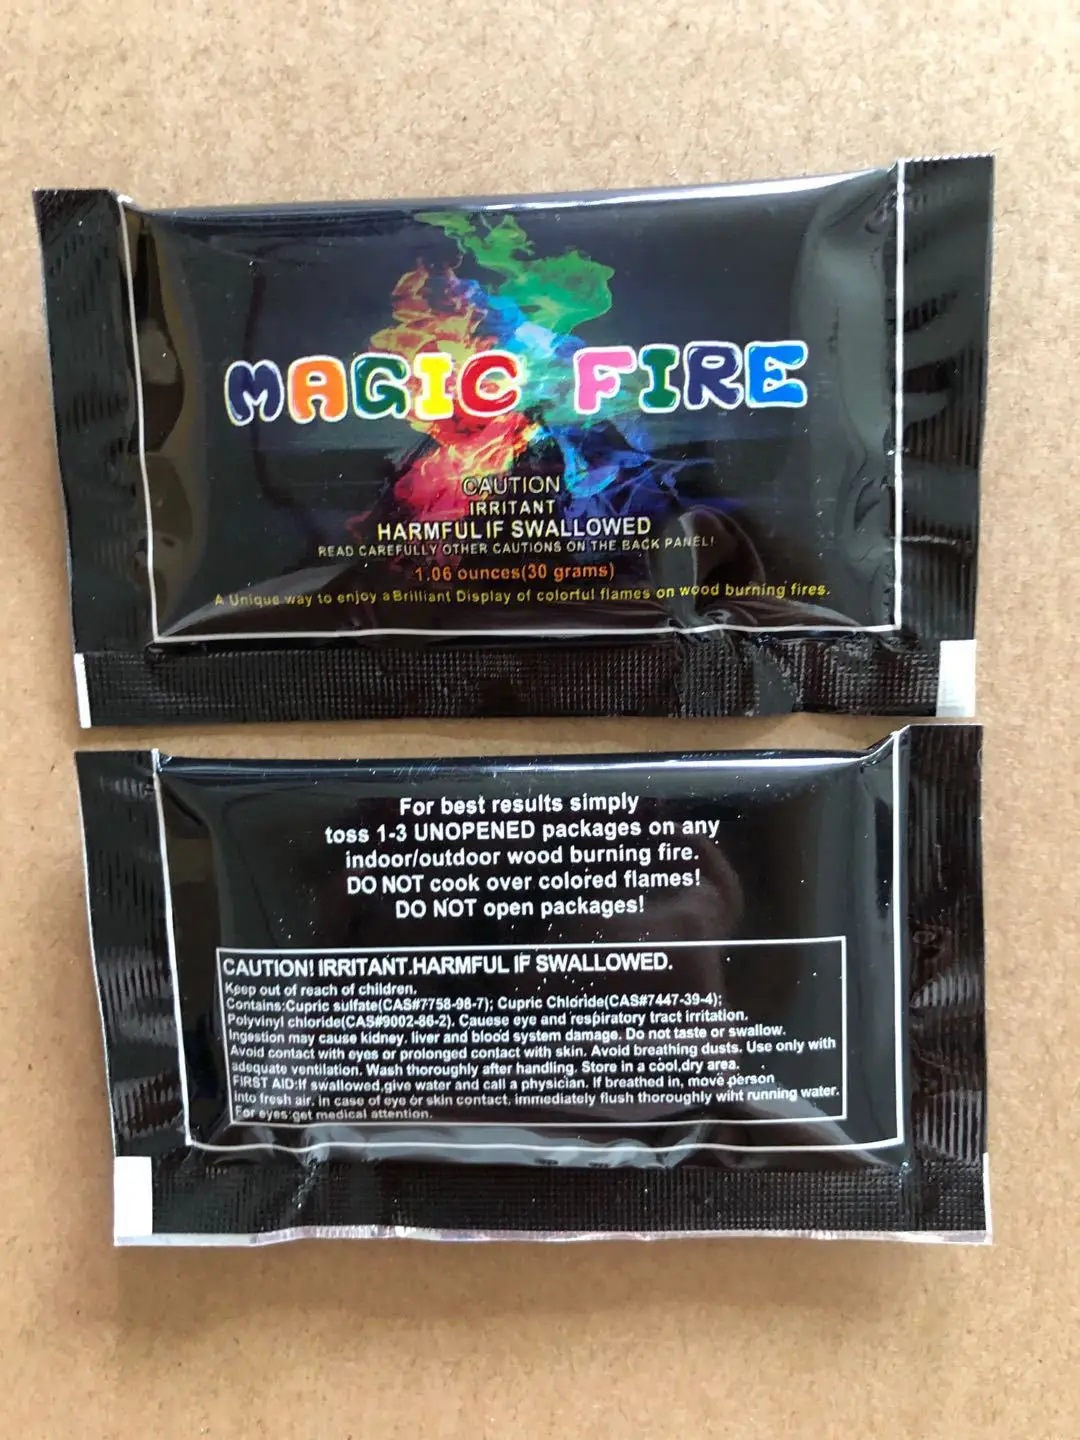 MAGIC FIRE
CAUTION
IRRITANT
HARMFUL IF SWALLOWED
READ CAREFULLY OTHER CAUTIONS ON THE BACK PANEL!
1.06 ounces(30 grams)
A Unique way to enjoy a Brilliant Display of colorful flames on wood burning fires.
For best results simply
toss 1-3 UNOPENED packages on any
indoor/outdoor wood burning fire.
DO NOT cook over colored flames!
DO NOT open packages!
CAUTION! IRRITANT.HARMFUL IF SWALLOWED.
Keep out of reach of children.
Contains:Cupric sulfate(CAS#7758-98-7); Cupric Chloride(CAS#7447-39-4);
Polyvinyl chloride(CAS#9002-86-2). Cauese eye and respiratory tract irritation.
Ingestion may cause kidney, liver and blood system damage. Do not taste or swallow.
Avoid contact with eyes or prolonged contact with skin. Avoid breathing dusts. Use only with
adequate ventilation. Wash thoroughly after handling. Store in a cool,dry area.
FIRST AID:If swallowed,give water and call a physician. If breathed in, move person
into fresh air. in case of eye or skin contact, immediately flush thoroughly wiht running water.
For eyes:get medical attention.